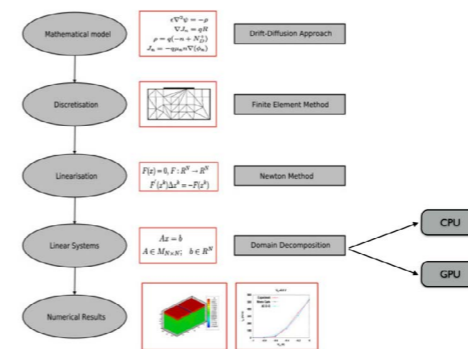 Mathematical model
ε∇²ψ = −ρ
∇J_n = qR
ρ = q(−n + N_D^+)
J_n = −qμ_n n∇(φ_n)
Drift-Diffusion Approach
Discretisation
Finite Element Method
Linearisation
F(x) = 0, F : R^N → R^N
F'(x^k)Δx^k = −F(x^k)
Newton Method
Linear Systems
Ax = b
A ∈ M_{N×N}; b ∈ R^N
Domain Decomposition
CPU
GPU
Numerical Results